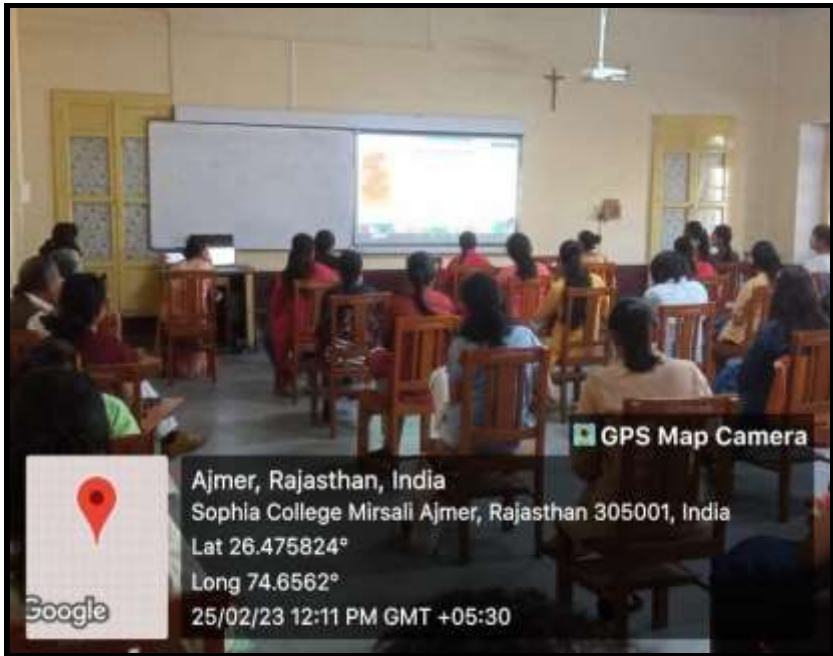 GPS Map Camera
Ajmer, Rajasthan, India
Sophia College Mirsali Ajmer, Rajasthan 305001, India
Lat 26.475824°
Long 74.6562°
25/02/23 12:11 PM GMT +05:30
Google